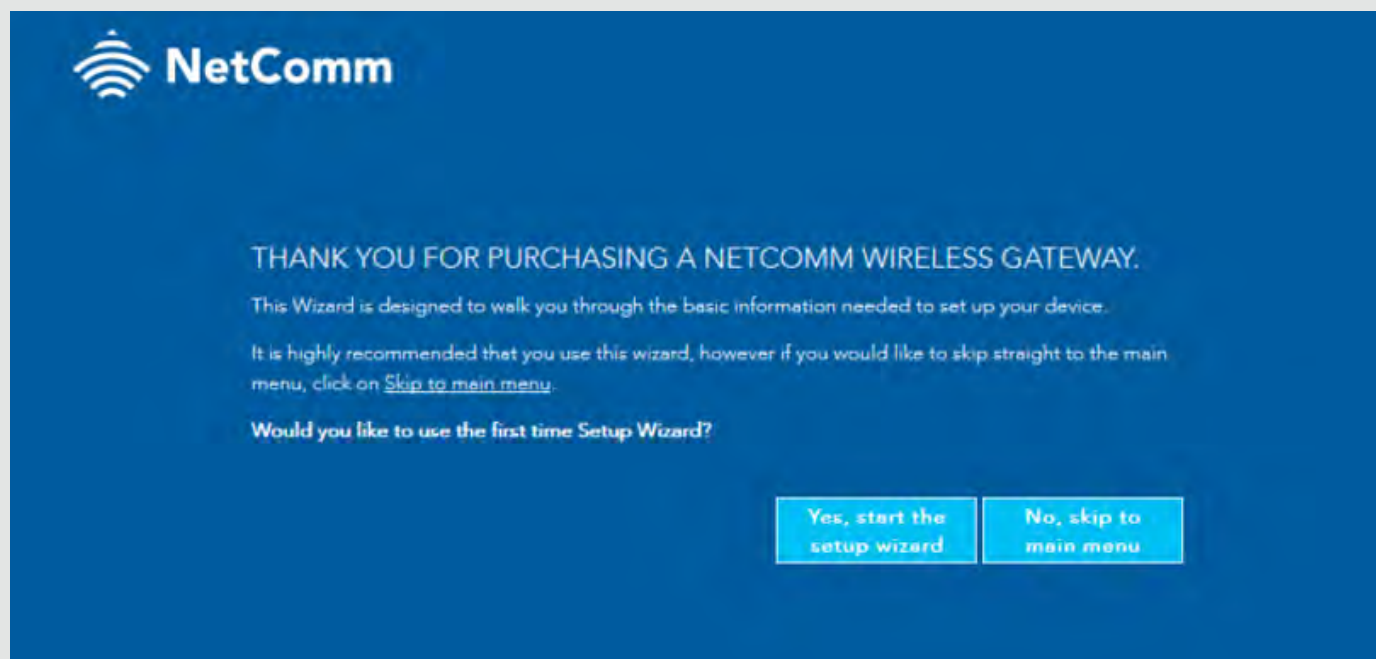 NetComm
THANK YOU FOR PURCHASING A NETCOMM WIRELESS GATEWAY.
This Wizard is designed to walk you through the basic information needed to set up your device.
It is highly recommended that you use this wizard, however if you would like to skip straight to the main
menu, click on Skip to main menu.
Would you like to use the first time Setup Wizard?
Yes, start the
setup wizard
No, skip to
main menu